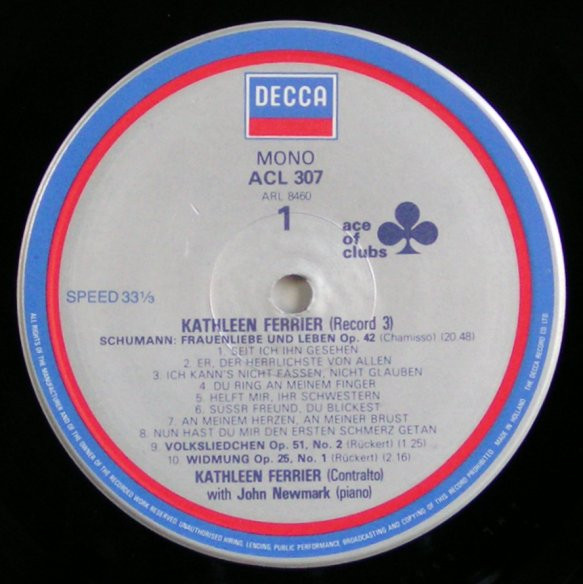 DECCA
MONO
ACL 307
ARL 8460
1
ace
of
clubs
SPEED 33⅓
KATHLEEN FERRIER (Record 3)
SCHUMANN: FRAUENLIEBE UND LEBEN Op. 42 (Chamisso) (20.48)
1. SEIT ICH IHN GESEHEN
2. ER, DER HERRLICHSTE VON ALLEN
3. ICH KANN'S NICHT FASSEN, NICHT GLAUBEN
4. DU RING AN MEINEM FINGER
5. HELFT MIR, IHR SCHWESTERN
6. SUSSR FREUND, DU BLICKEST
7. AN MEINEM HERZEN, AN MEINER BRUST
8. NUN HAST DU MIR DEN ERSTEN SCHMERZ GETAN
9. VOLKSLIEDCHEN Op. 51, No. 2 (Rückert) (1 25)
10. WIDMUNG Op. 25, No. 1 (Rückert) (2 16)
KATHLEEN FERRIER (Contralto)
with John Newmark (piano)
ALL RIGHTS OF THE MANUFACTURER AND OF THE OWNER OF THE RECORDED WORK RESERVED. UNAUTHORISED HIRING, LENDING, PUBLIC PERFORMANCE BROADCASTING AND COPYING OF THIS RECORD PROHIBITED. MADE IN HOLLAND. THE DECCA RECORD CO. LTD.